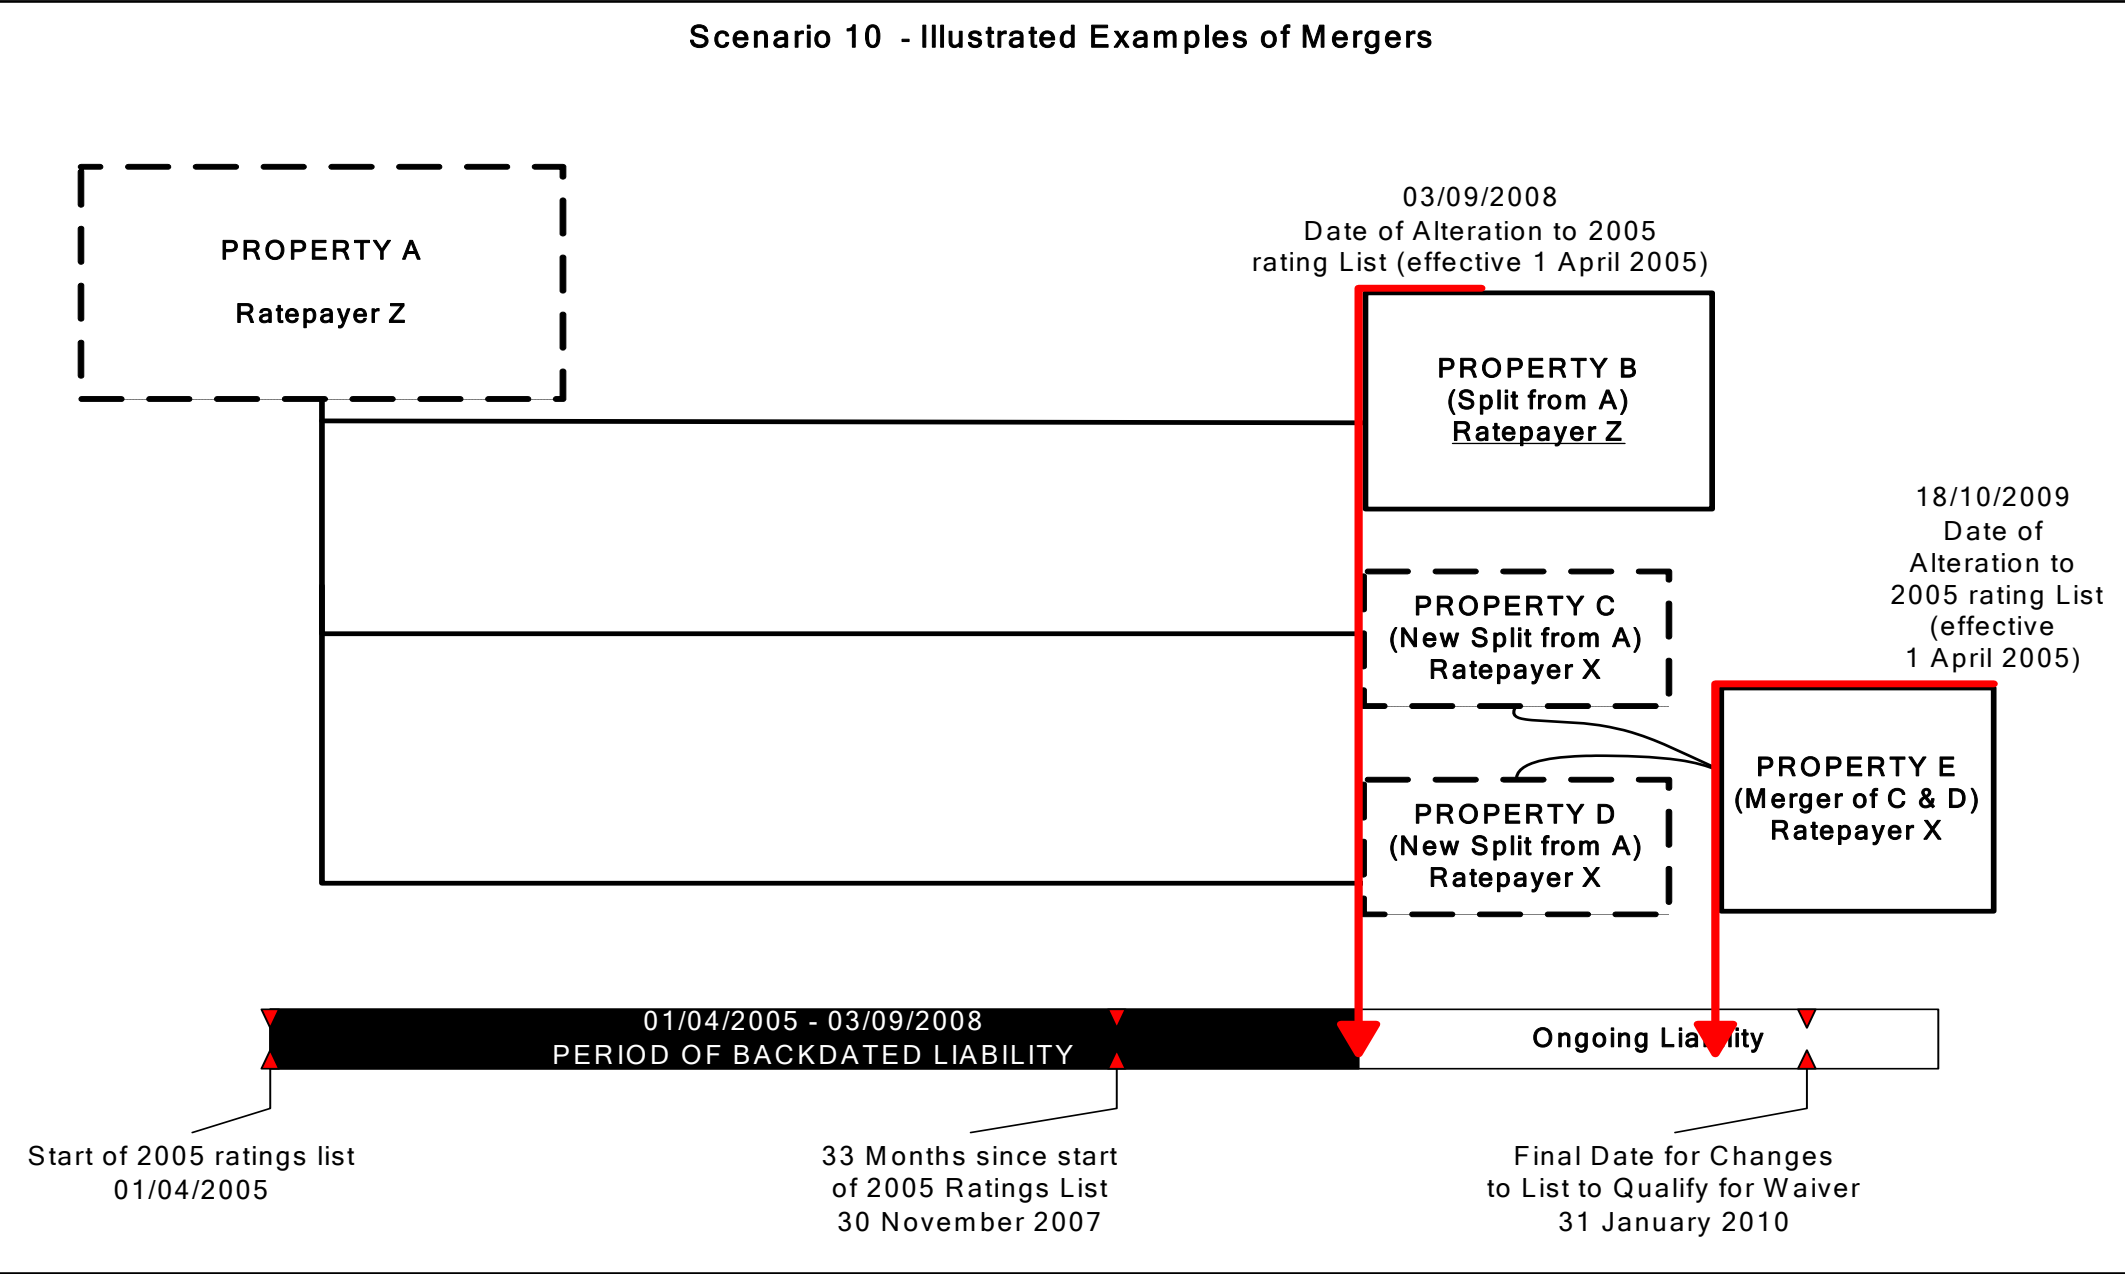 Scenario 10 - Illustrated Examples of Mergers
PROPERTY A
Ratepayer Z
03/09/2008
Date of Alteration to 2005
rating List (effective 1 April 2005)
PROPERTY B
(Split from A)
Ratepayer Z
18/10/2009
Date of
Alteration to
2005 rating List
(effective
1 April 2005)
PROPERTY C
(New Split from A)
Ratepayer X
PROPERTY D
(New Split from A)
Ratepayer X
PROPERTY E
(Merger of C & D)
Ratepayer X
01/04/2005 - 03/09/2008
PERIOD OF BACKDATED LIABILITY
Ongoing Liability
Start of 2005 ratings list
01/04/2005
33 Months since start
of 2005 Ratings List
30 November 2007
Final Date for Changes
to List to Qualify for Waiver
31 January 2010